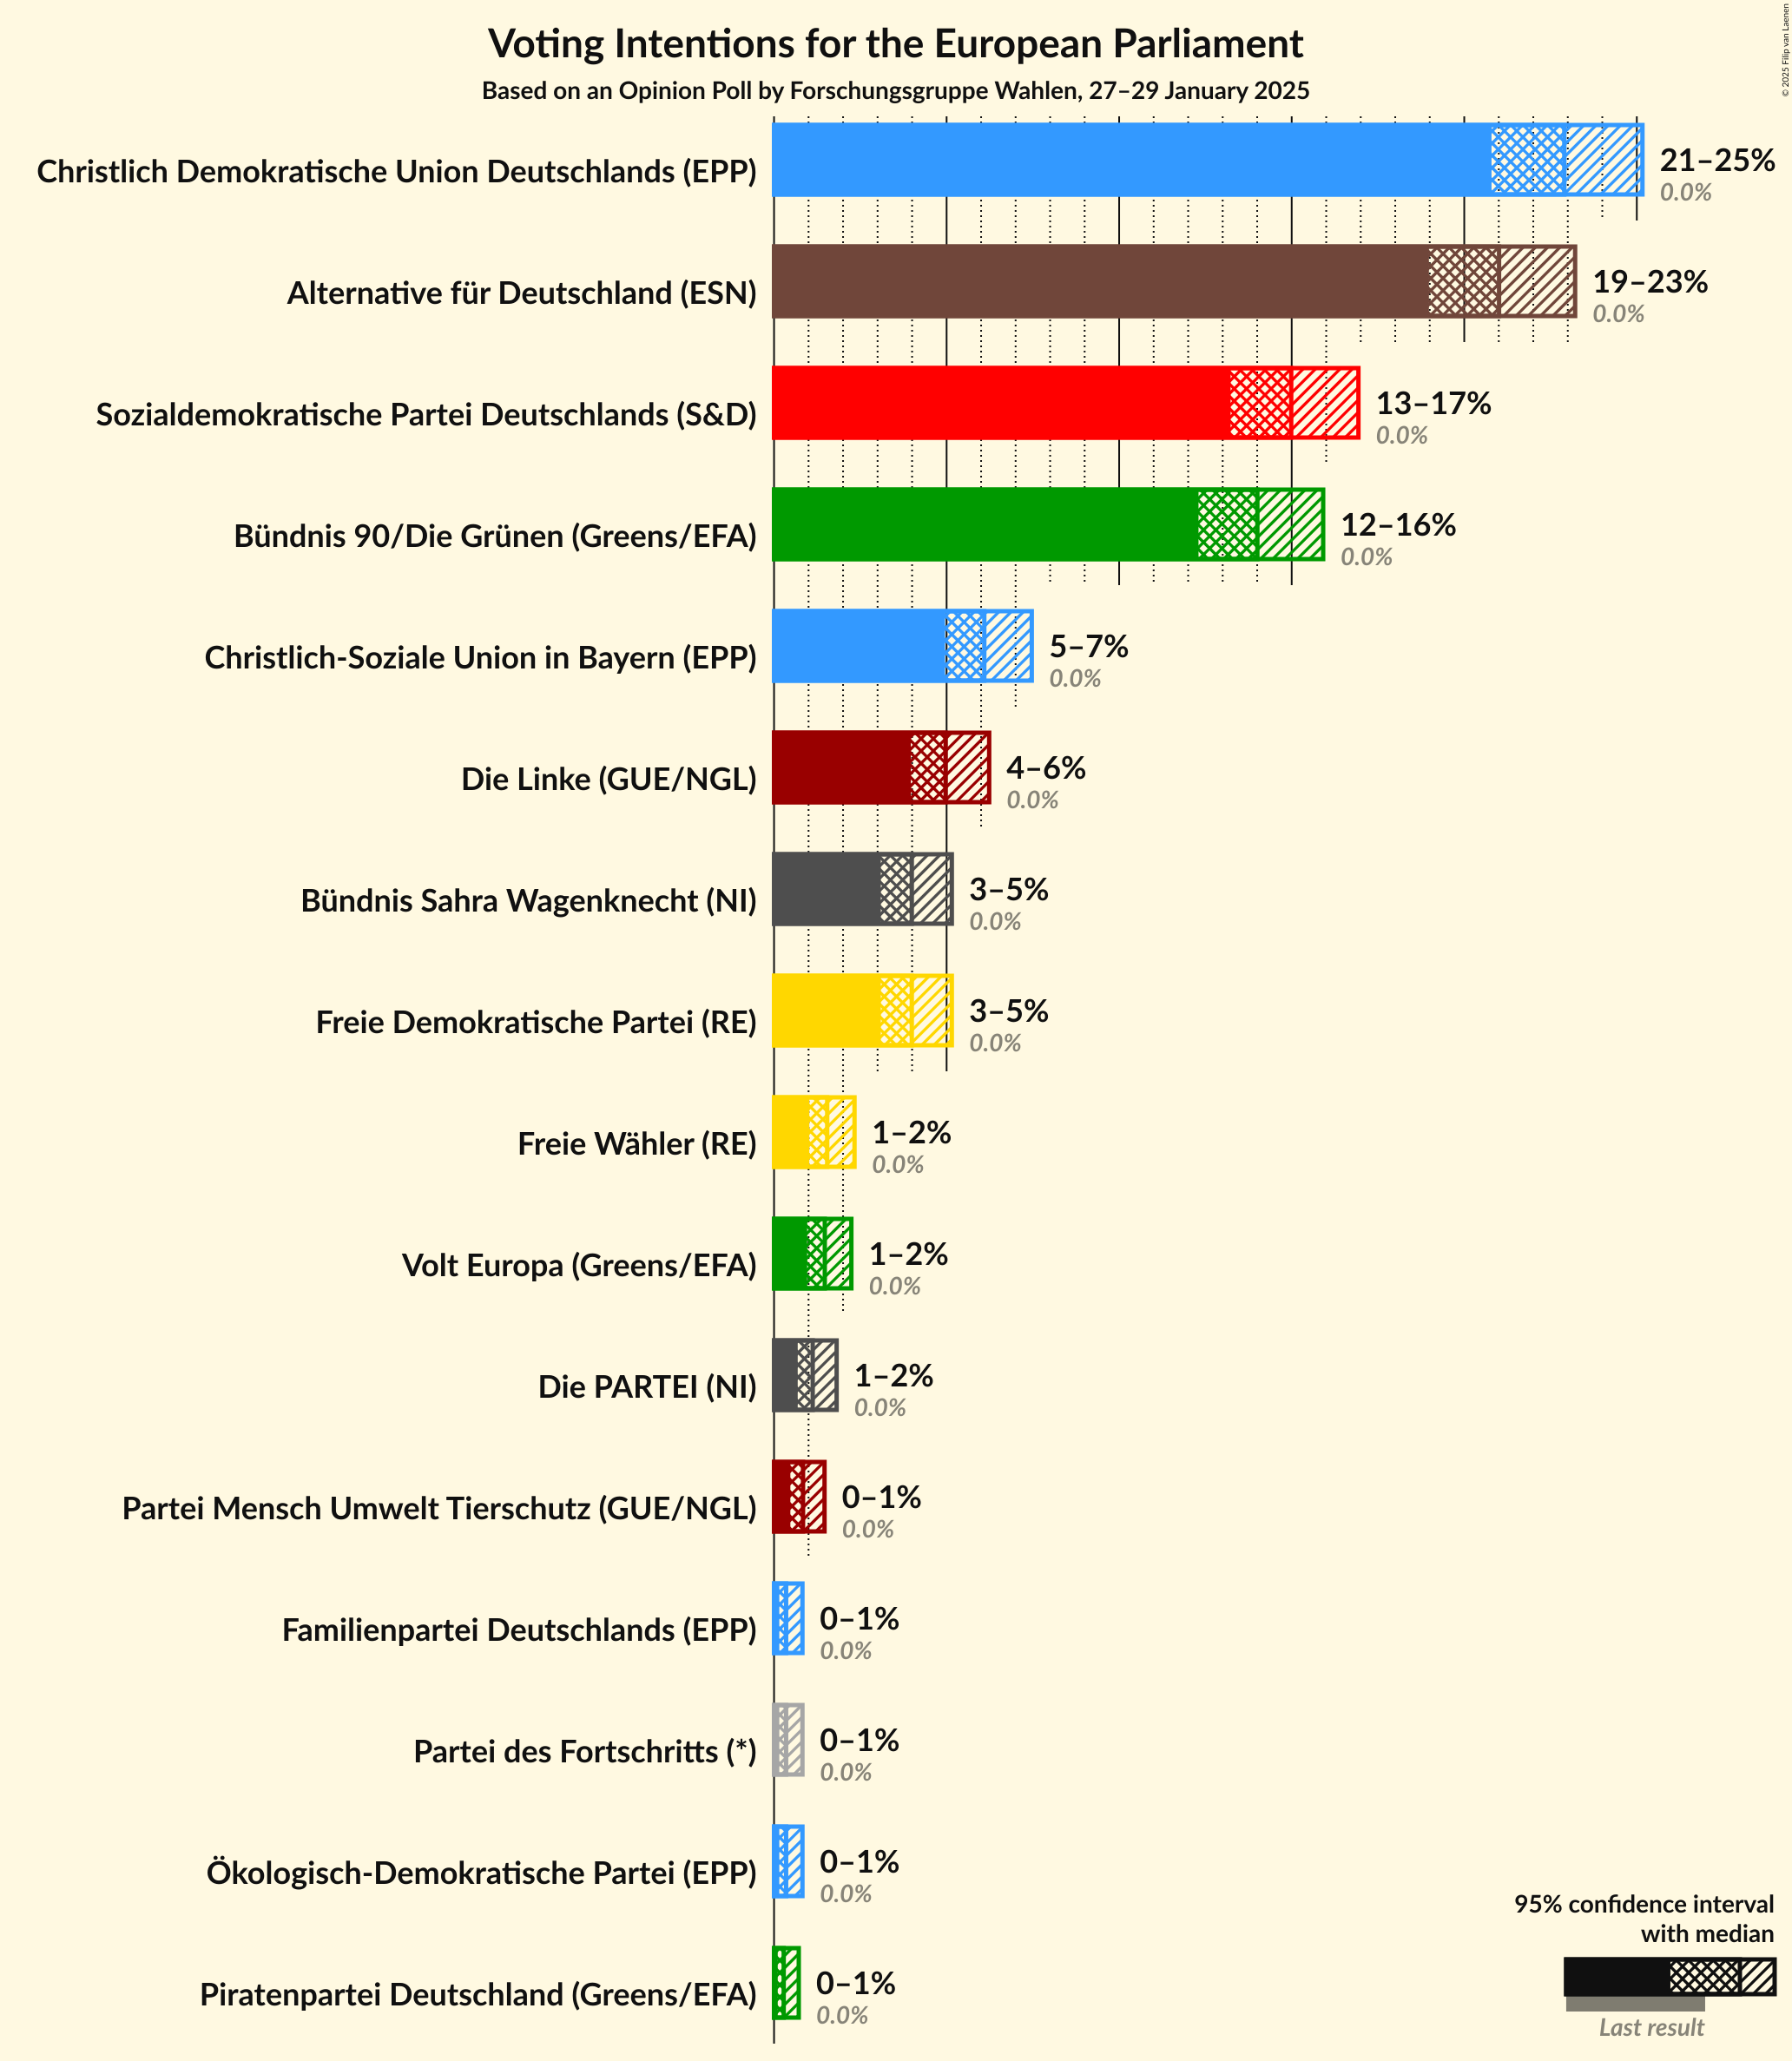 Voting Intentions for the European Parliament
Based on an Opinion Poll by Forschungsgruppe Wahlen, 27–29 January 2025
© 2025 Filip van Laenen
Christlich Demokratische Union Deutschlands (EPP)
21–25%
0.0%
Alternative für Deutschland (ESN)
19–23%
0.0%
Sozialdemokratische Partei Deutschlands (S&D)
13–17%
0.0%
Bündnis 90/Die Grünen (Greens/EFA)
12–16%
0.0%
Christlich-Soziale Union in Bayern (EPP)
5–7%
0.0%
Die Linke (GUE/NGL)
4–6%
0.0%
Bündnis Sahra Wagenknecht (NI)
3–5%
0.0%
Freie Demokratische Partei (RE)
3–5%
0.0%
Freie Wähler (RE)
1–2%
0.0%
Volt Europa (Greens/EFA)
1–2%
0.0%
Die PARTEI (NI)
1–2%
0.0%
Partei Mensch Umwelt Tierschutz (GUE/NGL)
0–1%
0.0%
Familienpartei Deutschlands (EPP)
0–1%
0.0%
Partei des Fortschritts (*)
0–1%
0.0%
Ökologisch-Demokratische Partei (EPP)
0–1%
0.0%
Piratenpartei Deutschland (Greens/EFA)
0–1%
0.0%
95% confidence interval
with median
Last result